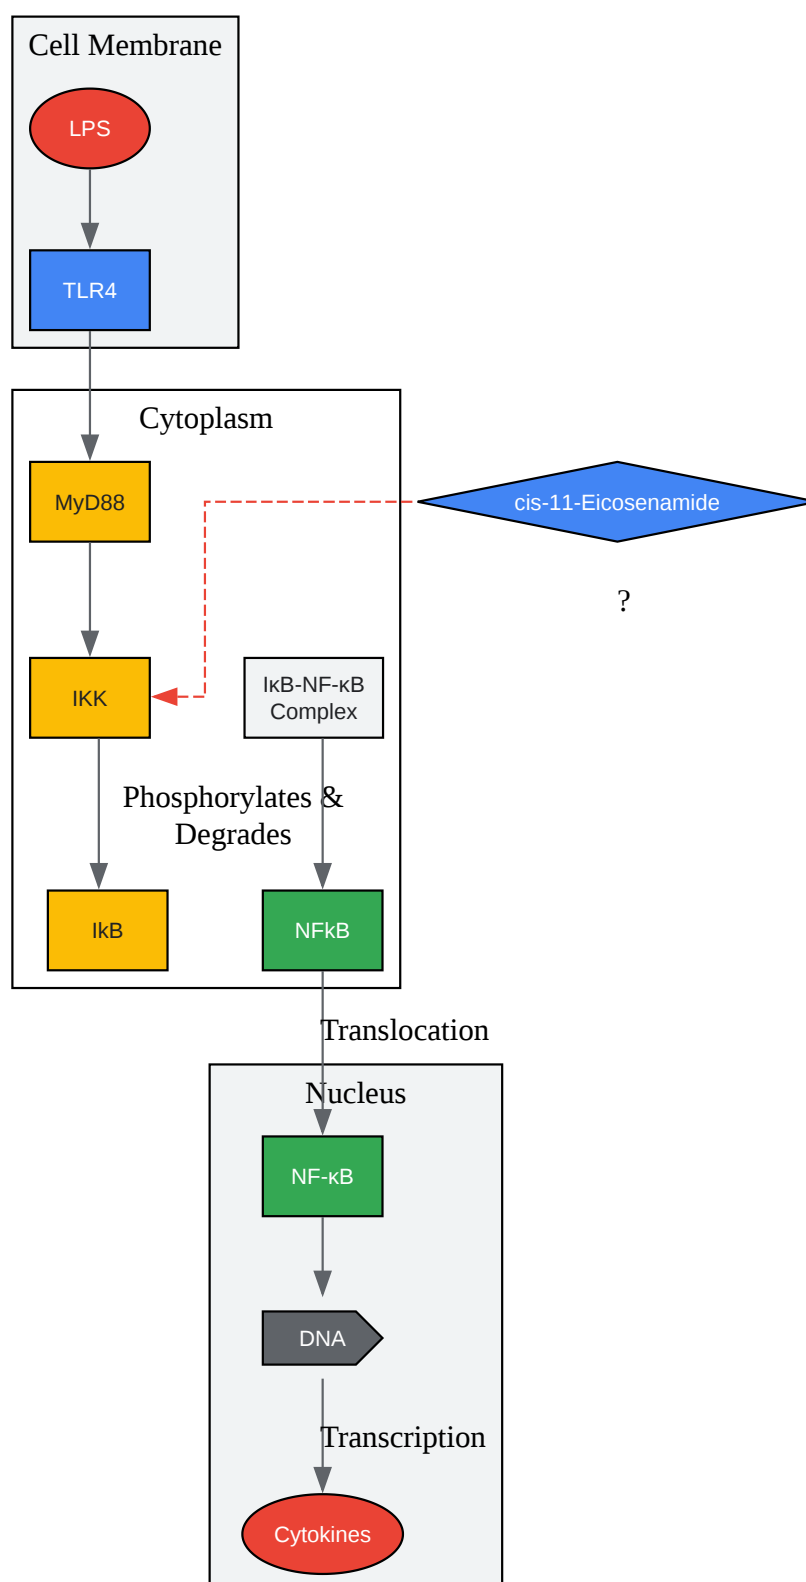 Cell Membrane
LPS
TLR4
Cytoplasm
MyD88
cis-11-Eicosenamide
?
IKK
IκB-NF-κB
Complex
Phosphorylates &
Degrades
IkB
NFkB
Translocation
Nucleus
NF-κB
DNA
Transcription
Cytokines